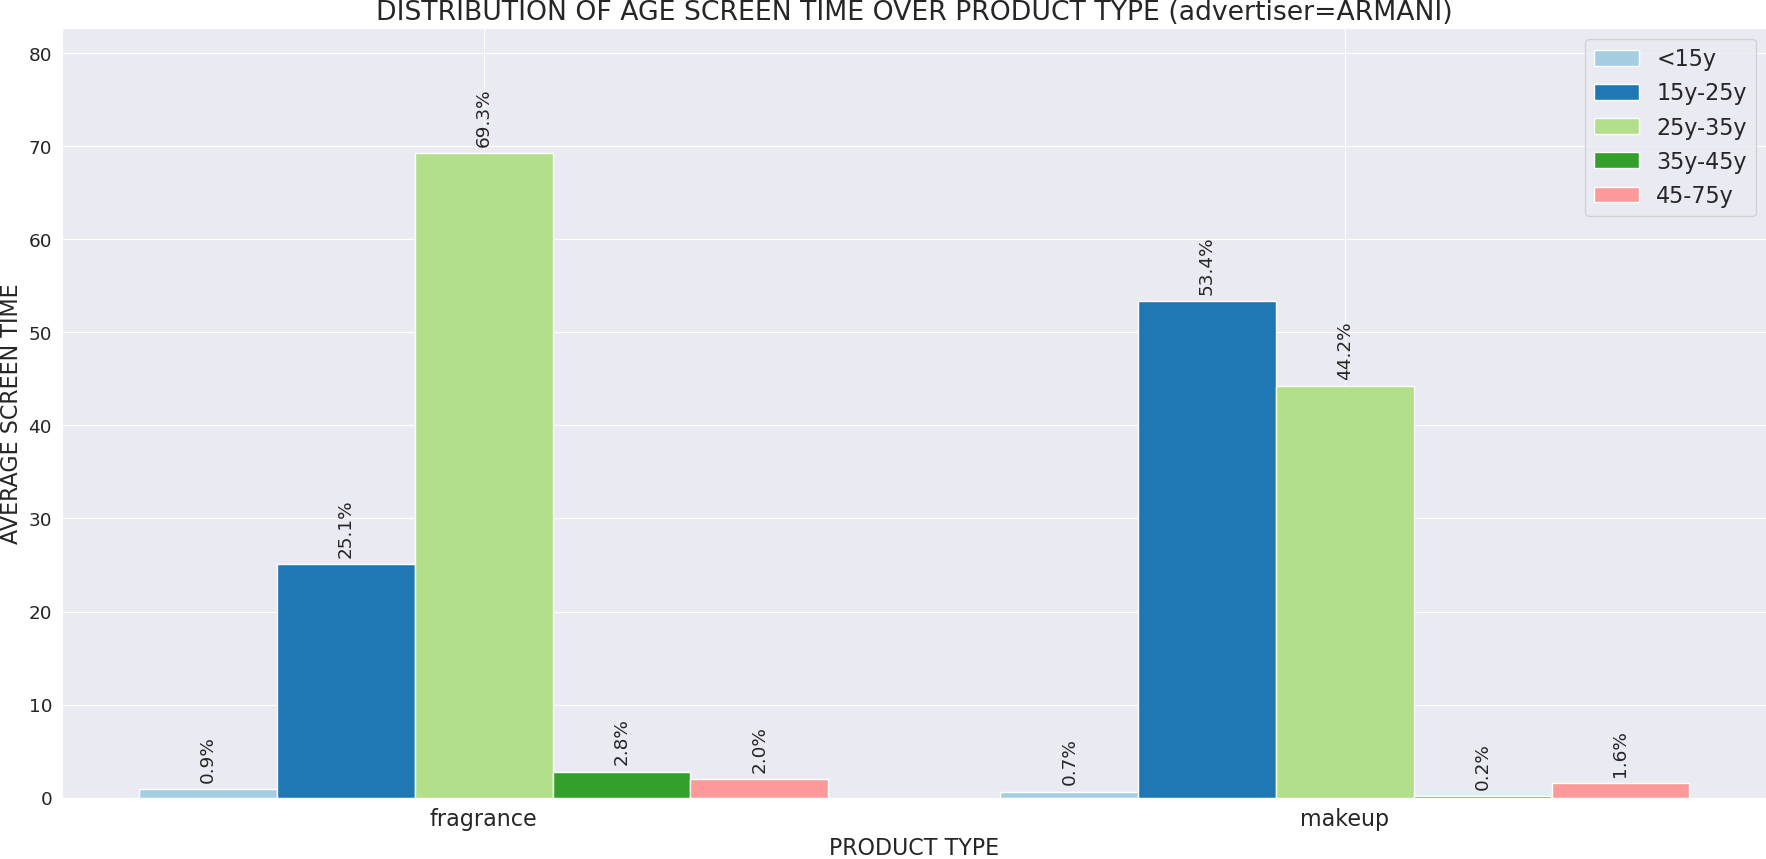 DISTRIBUTION OF AGE SCREEN TIME OVER PRODUCT TYPE (advertiser=ARMANI)
AVERAGE SCREEN TIME
80
70
60
50
40
30
20
10
0
0.9%
25.1%
69.3%
2.8%
2.0%
0.7%
53.4%
44.2%
0.2%
1.6%
<15y
15y-25y
25y-35y
35y-45y
45-75y
fragrance
makeup
PRODUCT TYPE